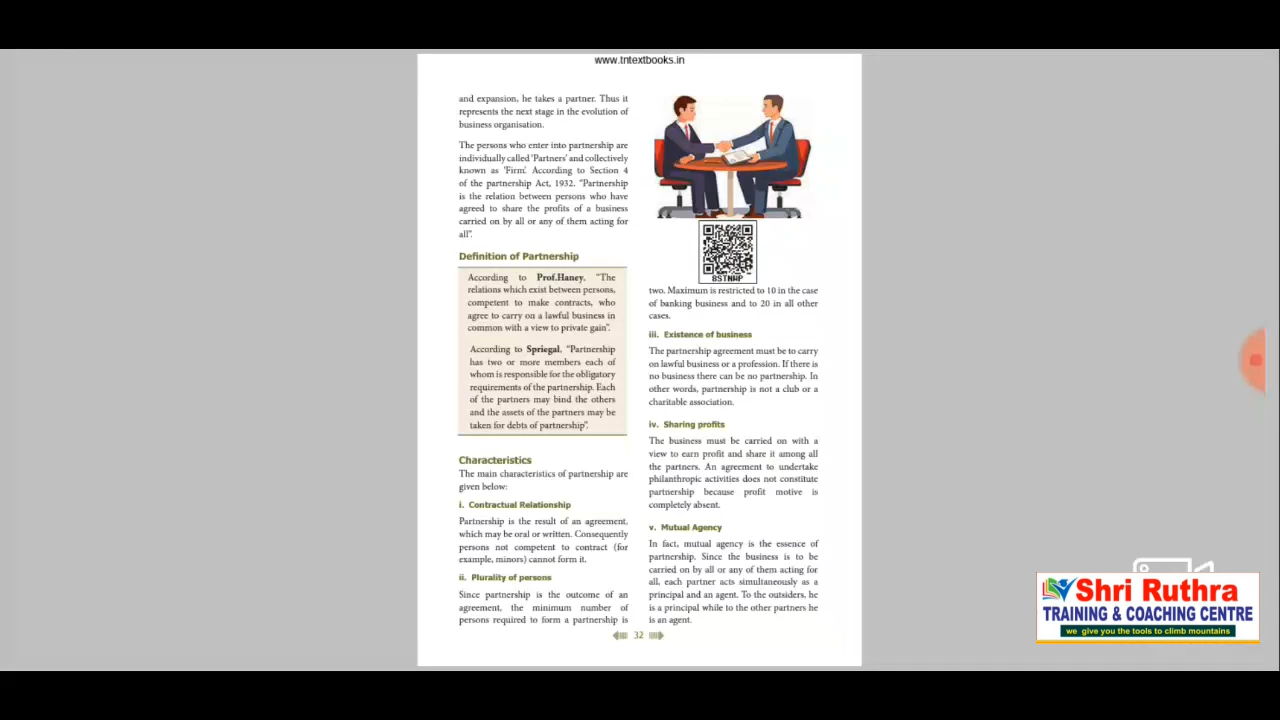 www.tntextbooks.in
and expansion, he takes a partner. Thus it
represents the next stage in the evolution of
business organisation.
The persons who enter into partnership are
individually called 'Partners' and collectively
known as 'Firm'. According to Section 4
of the partnership Act, 1932. "Partnership
is the relation between persons who have
agreed to share the profits of a business
carried on by all or any of them acting for
all".
Definition of Partnership
According to Prof.Haney, "The
relations which exist between persons,
competent to make contracts, who
agree to carry on a lawful business in
common with a view to private gain".
According to Spriegal, "Partnership
has two or more members each of
whom is responsible for the obligatory
requirements of the partnership. Each
of the partners may bind the others
and the assets of the partners may be
taken for debts of partnership".
Characteristics
The main characteristics of partnership are
given below:
i. Contractual Relationship
Partnership is the result of an agreement,
which may be oral or written. Consequently
persons not competent to contract (for
example, minors) cannot form it.
ii. Plurality of persons
Since partnership is the outcome of an
agreement, the minimum number of
persons required to form a partnership is
8STNWP
two. Maximum is restricted to 10 in the case
of banking business and to 20 in all other
cases.
iii. Existence of business
The partnership agreement must be to carry
on lawful business or a profession. If there is
no business there can be no partnership. In
other words, partnership is not a club or a
charitable association.
iv. Sharing profits
The business must be carried on with a
view to earn profit and share it among all
the partners. An agreement to undertake
philanthropic activities does not constitute
partnership because profit motive is
completely absent.
v. Mutual Agency
In fact, mutual agency is the essence of
partnership. Since the business is to be
carried on by all or any of them acting for
all, each partner acts simultaneously as a
principal and an agent. To the outsiders, he
is a principal while to the other partners he
is an agent.
32
Shri Ruthra
TRAINING & COACHING CENTRE
we give you the tools to climb mountains